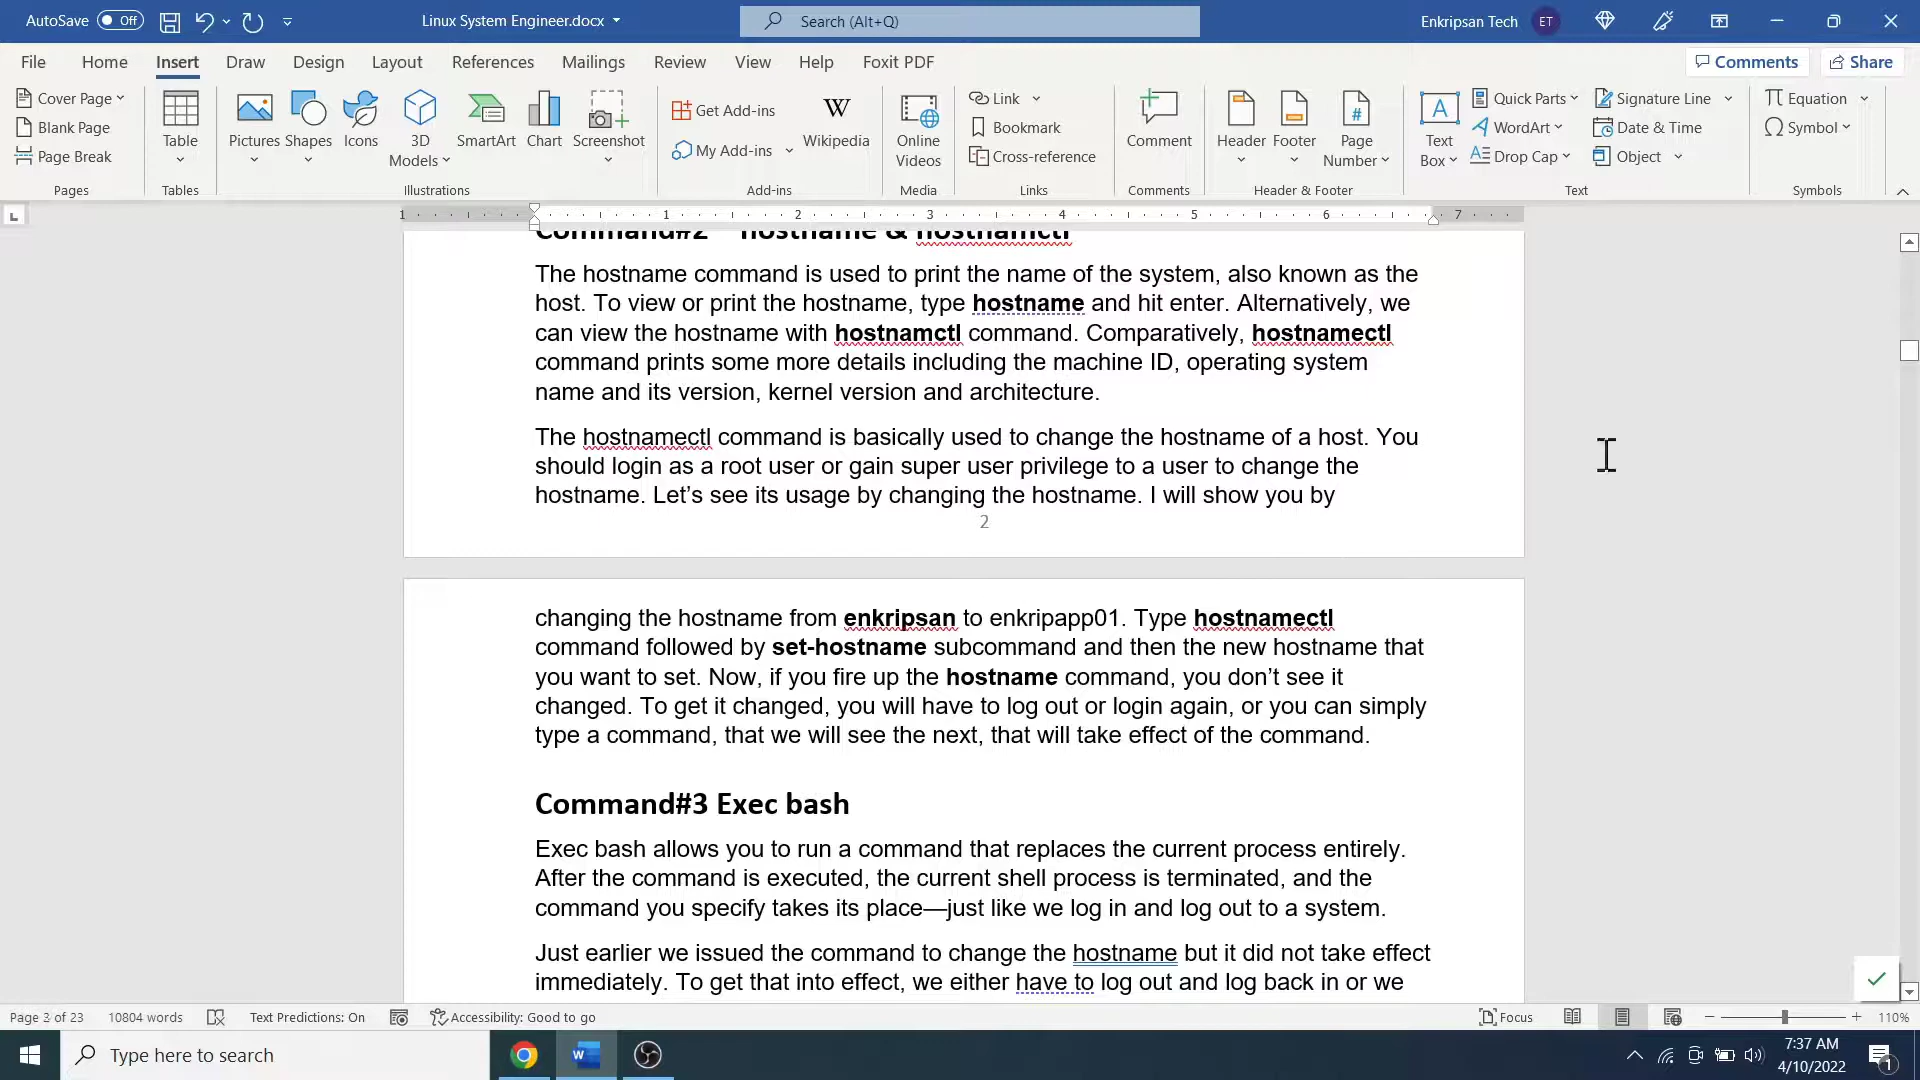 AutoSave Off Linux System Engineer.docx Search (Alt+Q) Enkripsan Tech ET
File Home Insert Draw Design Layout References Mailings Review View Help Foxit PDF Comments Share
Cover Page
Blank Page
Page Break
Pages
Table
Tables
Pictures Shapes Icons 3D Models SmartArt Chart Screenshot
Illustrations
Get Add-ins
My Add-ins
Wikipedia
Add-ins
Online Videos
Media
Link
Bookmark
Cross-reference
Links
Comment
Comments
Header Footer Page Number
Header & Footer
Text Box
Quick Parts
WordArt
Drop Cap
Signature Line
Date & Time
Object
Text
Equation
Symbol
Symbols
1 1 2 3 4 5 6 7
Command#2 hostname & hostnamctl
The hostname command is used to print the name of the system, also known as the
host. To view or print the hostname, type hostname and hit enter. Alternatively, we
can view the hostname with hostnamctl command. Comparatively, hostnamectl
command prints some more details including the machine ID, operating system
name and its version, kernel version and architecture.
The hostnamectl command is basically used to change the hostname of a host. You
should login as a root user or gain super user privilege to a user to change the
hostname. Let’s see its usage by changing the hostname. I will show you by
2
changing the hostname from enkripsan to enkripapp01. Type hostnamectl
command followed by set-hostname subcommand and then the new hostname that
you want to set. Now, if you fire up the hostname command, you don’t see it
changed. To get it changed, you will have to log out or login again, or you can simply
type a command, that we will see the next, that will take effect of the command.
Command#3 Exec bash
Exec bash allows you to run a command that replaces the current process entirely.
After the command is executed, the current shell process is terminated, and the
command you specify takes its place—just like we log in and log out to a system.
Just earlier we issued the command to change the hostname but it did not take effect
immediately. To get that into effect, we either have to log out and log back in or we
Page 3 of 23 10804 words Text Predictions: On Accessibility: Good to go Focus 110%
Type here to search
7:37 AM
4/10/2022
1